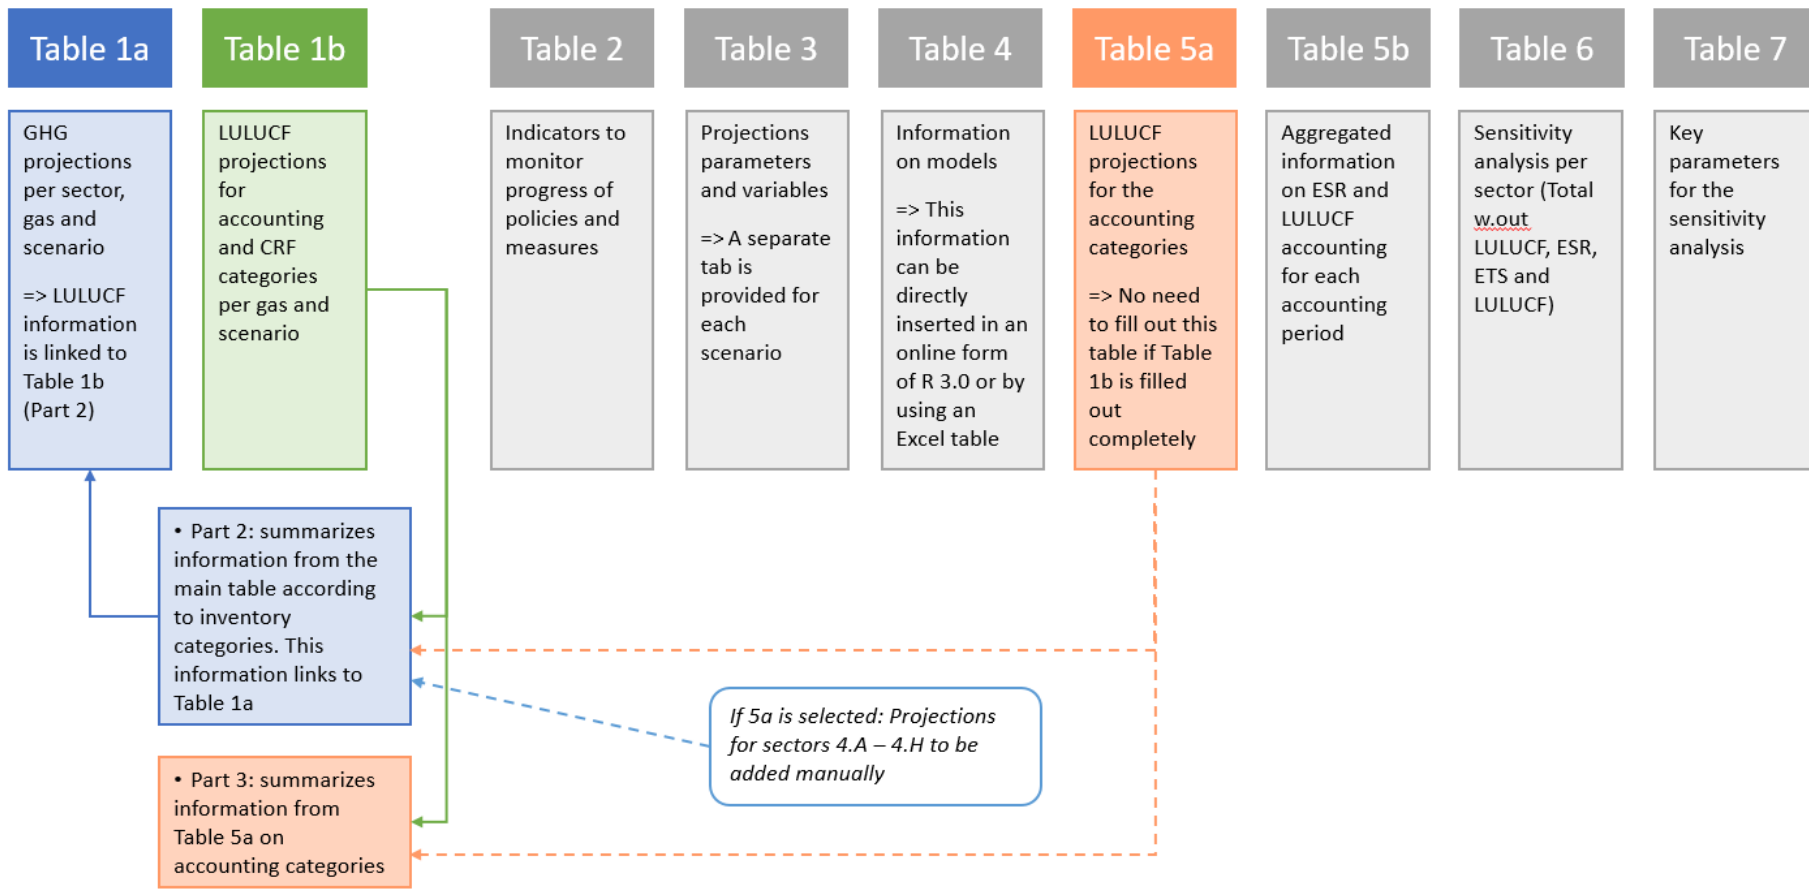 Table 1a
Table 1b
Table 2
Table 3
Table 4
Table 5a
Table 5b
Table 6
Table 7
GHG
projections
per sector,
gas and
scenario
=> LULUCF
information
is linked to
Table 1b
(Part 2)
LULUCF
projections
for
accounting
and CRF
categories
per gas and
scenario
Indicators to
monitor
progress of
policies and
measures
Projections
parameters
and variables
=> A separate
tab is
provided for
each
scenario
Information
on models
=> This
information
can be
directly
inserted in an
online form
of R 3.0 or by
using an
Excel table
LULUCF
projections
for the
accounting
categories
=> No need
to fill out this
table if Table
1b is filled
out
completely
Aggregated
information
on ESR and
LULUCF
accounting
for each
accounting
period
Sensitivity
analysis per
sector (Total
w.out
LULUCF, ESR,
ETS and
LULUCF)
Key
parameters
for the
sensitivity
analysis
• Part 2: summarizes
information from the
main table according
to inventory
categories. This
information links to
Table 1a
If 5a is selected: Projections
for sectors 4.A – 4.H to be
added manually
• Part 3: summarizes
information from
Table 5a on
accounting categories